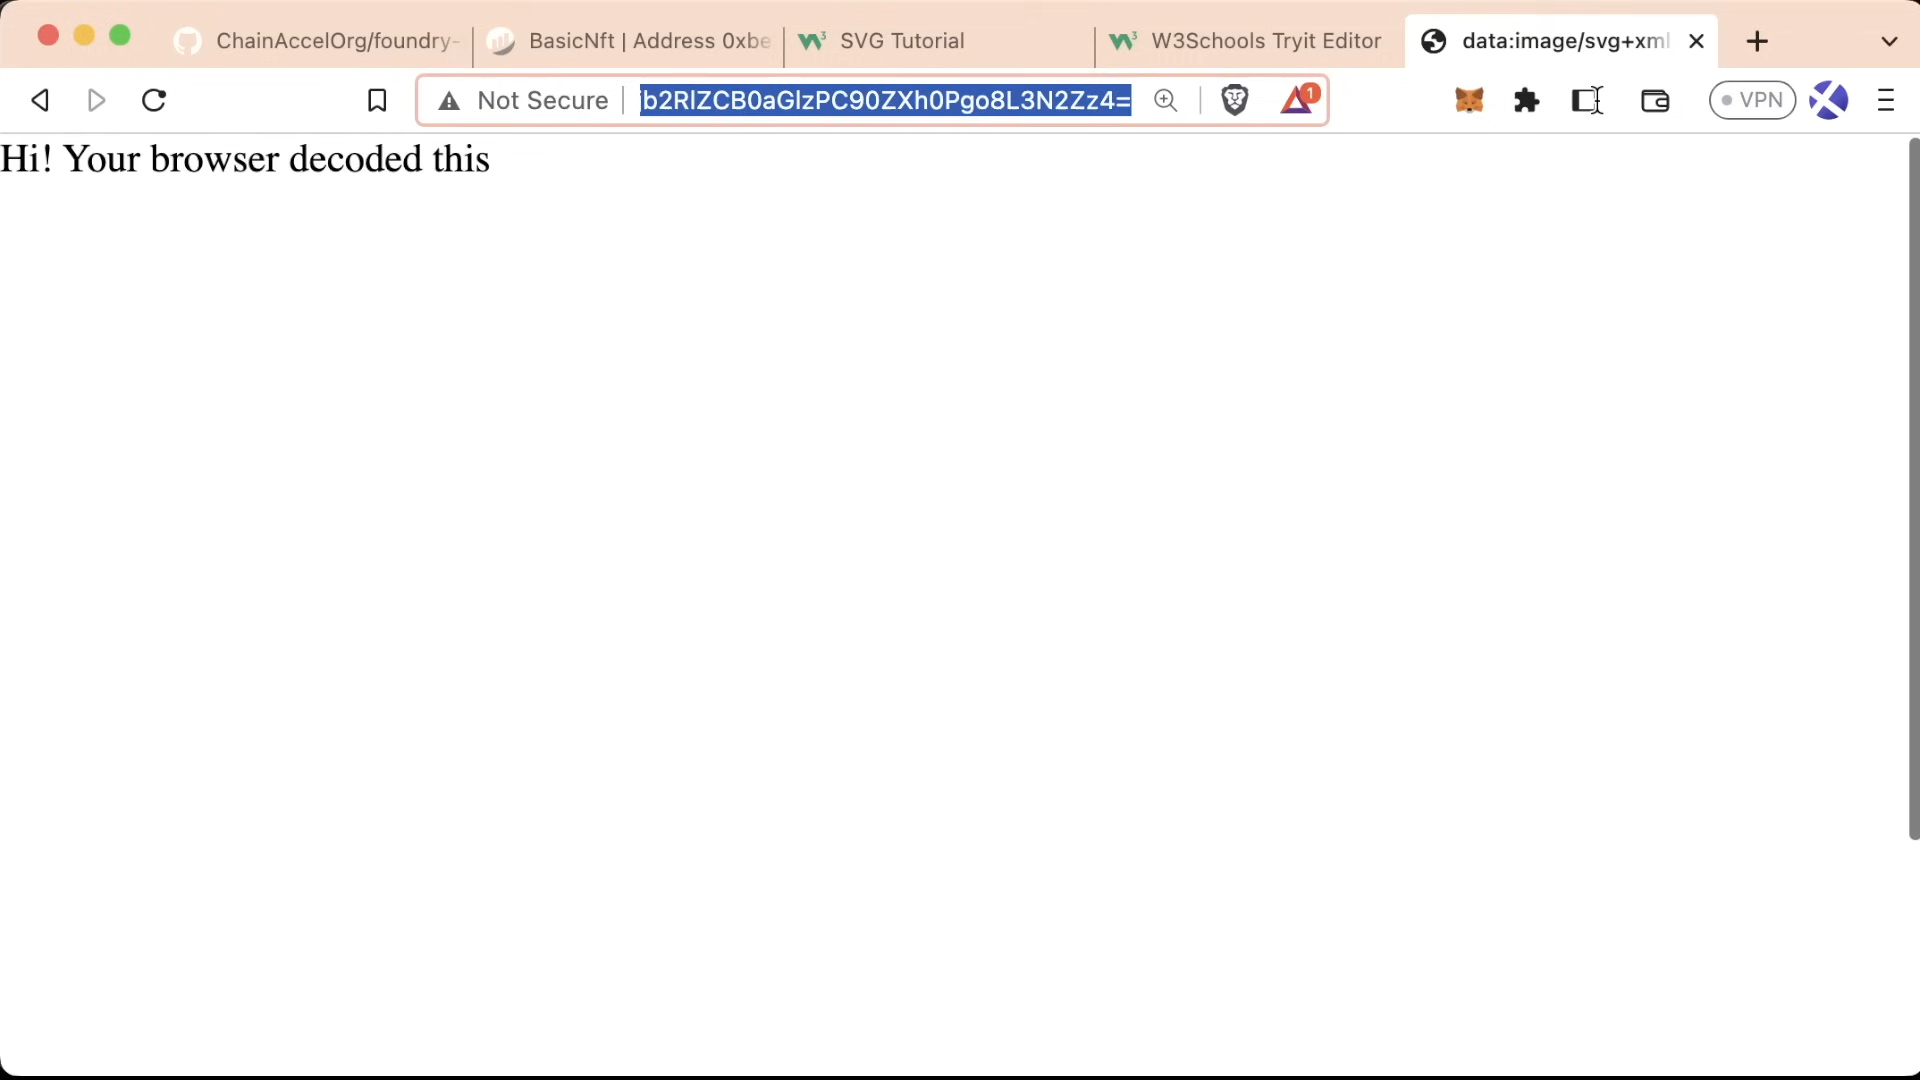 ChainAccelOrg/foundry-
BasicNft | Address 0xbe
SVG Tutorial
W3Schools Tryit Editor
data:image/svg+xml
Not Secure
b2RlZCB0aGlzPC90ZXh0Pgo8L3N2Zz4=
1
VPN
Hi! Your browser decoded this